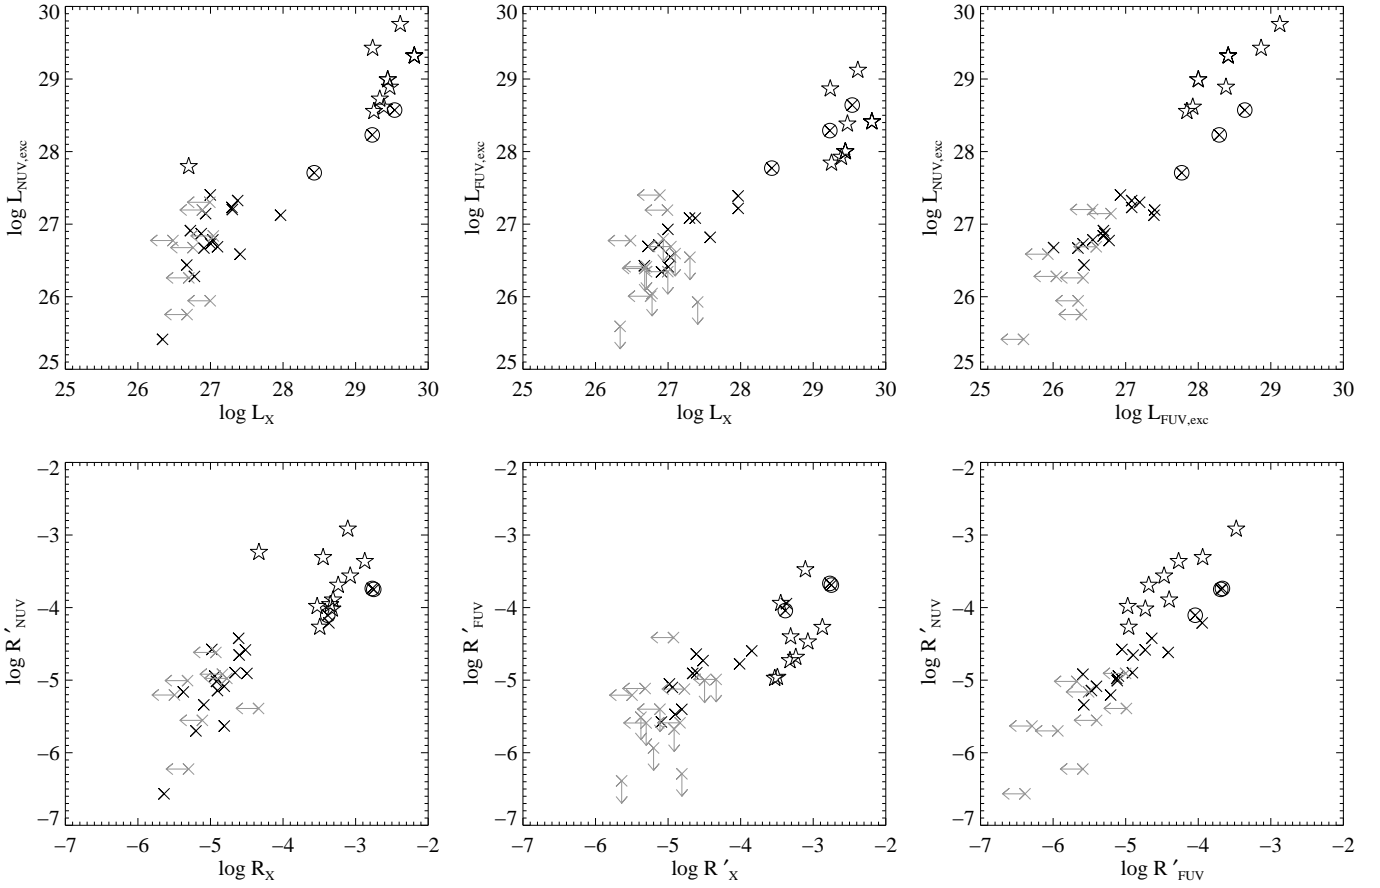 30
29
28
27
26
25
log L_NUV,exc
25 26 27 28 29 30
log L_X
30
29
28
27
26
25
log L_FUV,exc
25 26 27 28 29 30
log L_X
30
29
28
27
26
25
log L_NUV,exc
25 26 27 28 29 30
log L_FUV,exc
−2
−3
−4
−5
−6
−7
log R′_NUV
−7 −6 −5 −4 −3 −2
log R_X
−2
−3
−4
−5
−6
−7
log R′_FUV
−7 −6 −5 −4 −3 −2
log R′_X
−2
−3
−4
−5
−6
−7
log R′_NUV
−7 −6 −5 −4 −3 −2
log R′_FUV